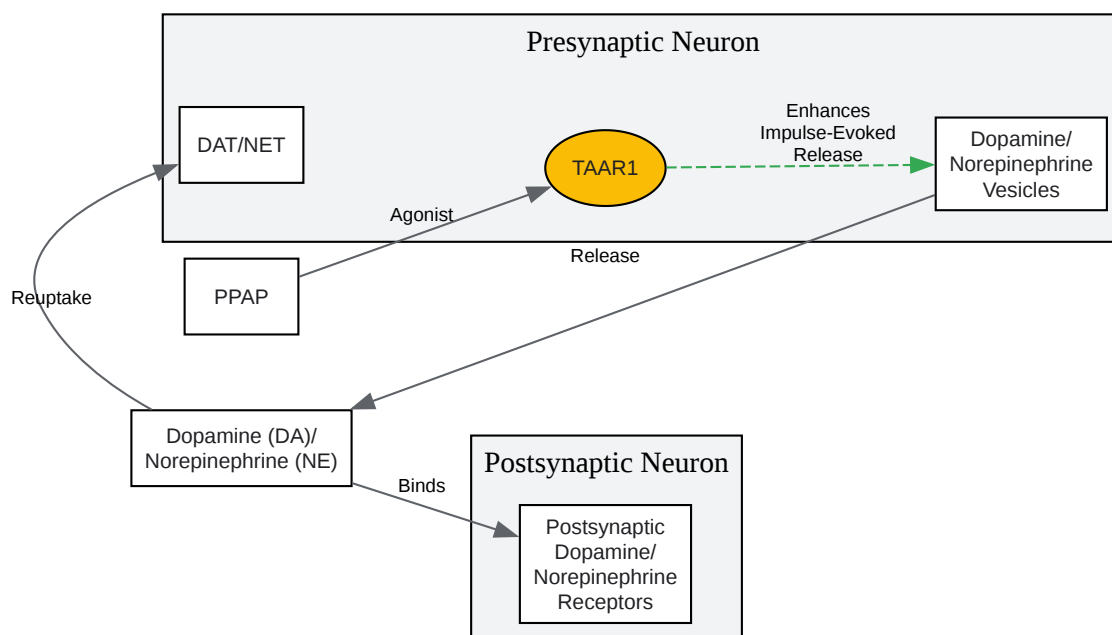 Presynaptic Neuron
DAT/NET
TAAR1
Enhances
Impulse-Evoked
Release
Dopamine/
Norepinephrine
Vesicles
Agonist
Release
PPAP
Reuptake
Dopamine (DA)/
Norepinephrine (NE)
Binds
Postsynaptic Neuron
Postsynaptic
Dopamine/
Norepinephrine
Receptors